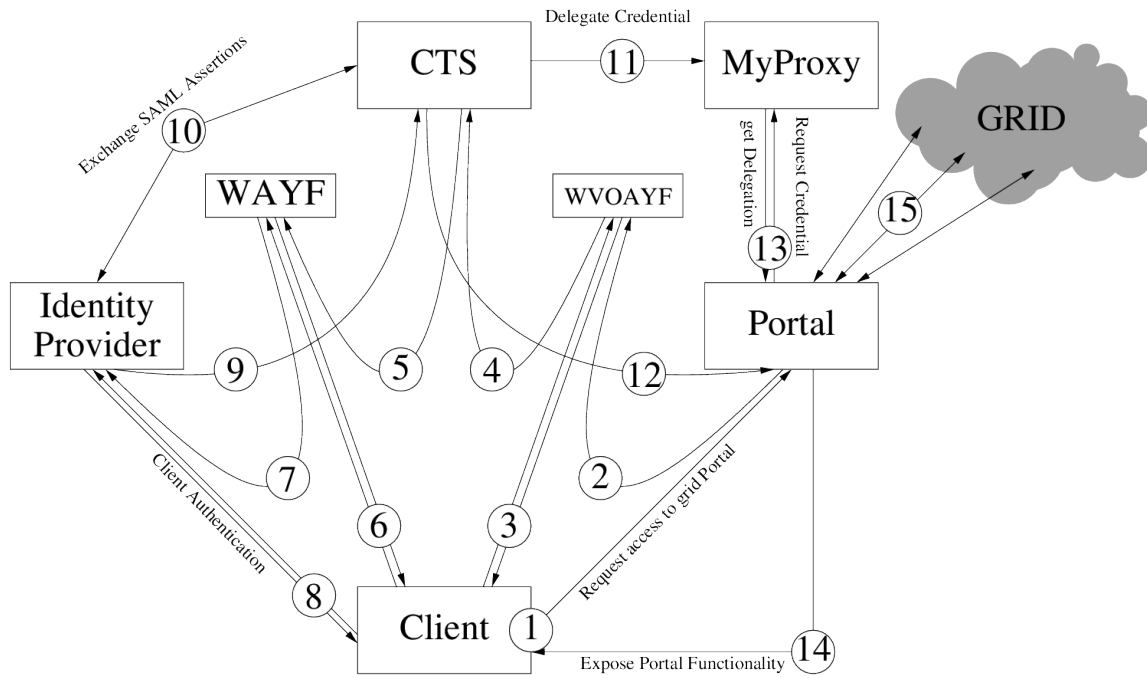 Delegate Credential
CTS
11
MyProxy
GRID
Exchange SAML Assertions
10
get Delegation
Request Credential
WAYF
WVOAYF
15
13
Identity
Provider
Portal
9
5
4
12
7
2
Client Authentication
6
3
Request access to grid Portal
8
Client
1
14
Expose Portal Functionality